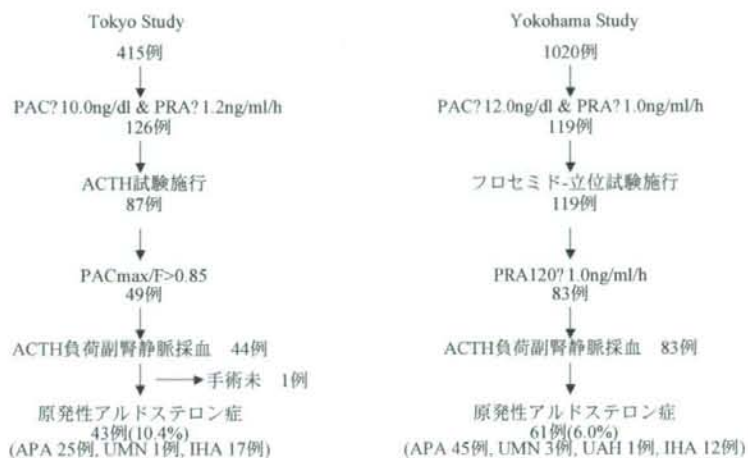 Tokyo Study
415例
PAC?10.0ng/dl & PRA?1.2ng/ml/h
126例
ACTH試験施行
87例
PACmax/F>0.85
49例
ACTH負荷副腎静脈採血 44例
手術未 1例
原発性アルドステロン症
43例(10.4%)
(APA 25例, UMN 1例, IHA 17例)
Yokohama Study
1020例
PAC?12.0ng/dl & PRA?1.0ng/ml/h
119例
フロセミド-立位試験施行
119例
PRA120?1.0ng/ml/h
83例
ACTH負荷副腎静脈採血 83例
原発性アルドステロン症
61例(6.0%)
(APA 45例, UMN 3例, UAH 1例, IHA 12例)